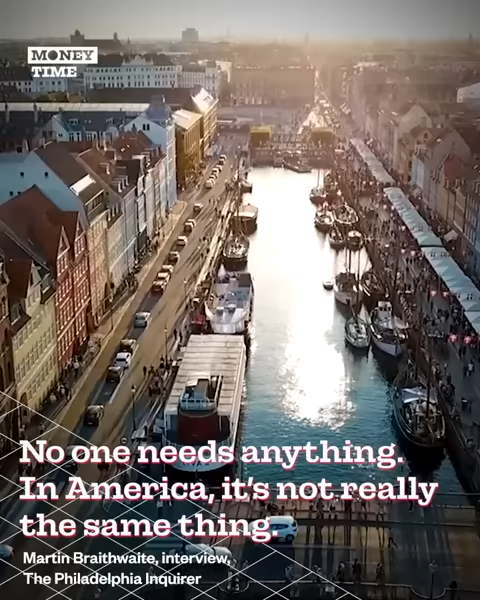 MONEY
TIME
No one needs anything.
In America, it's not really
the same thing.
Martin Braithwaite, interview,
The Philadelphia Inquirer